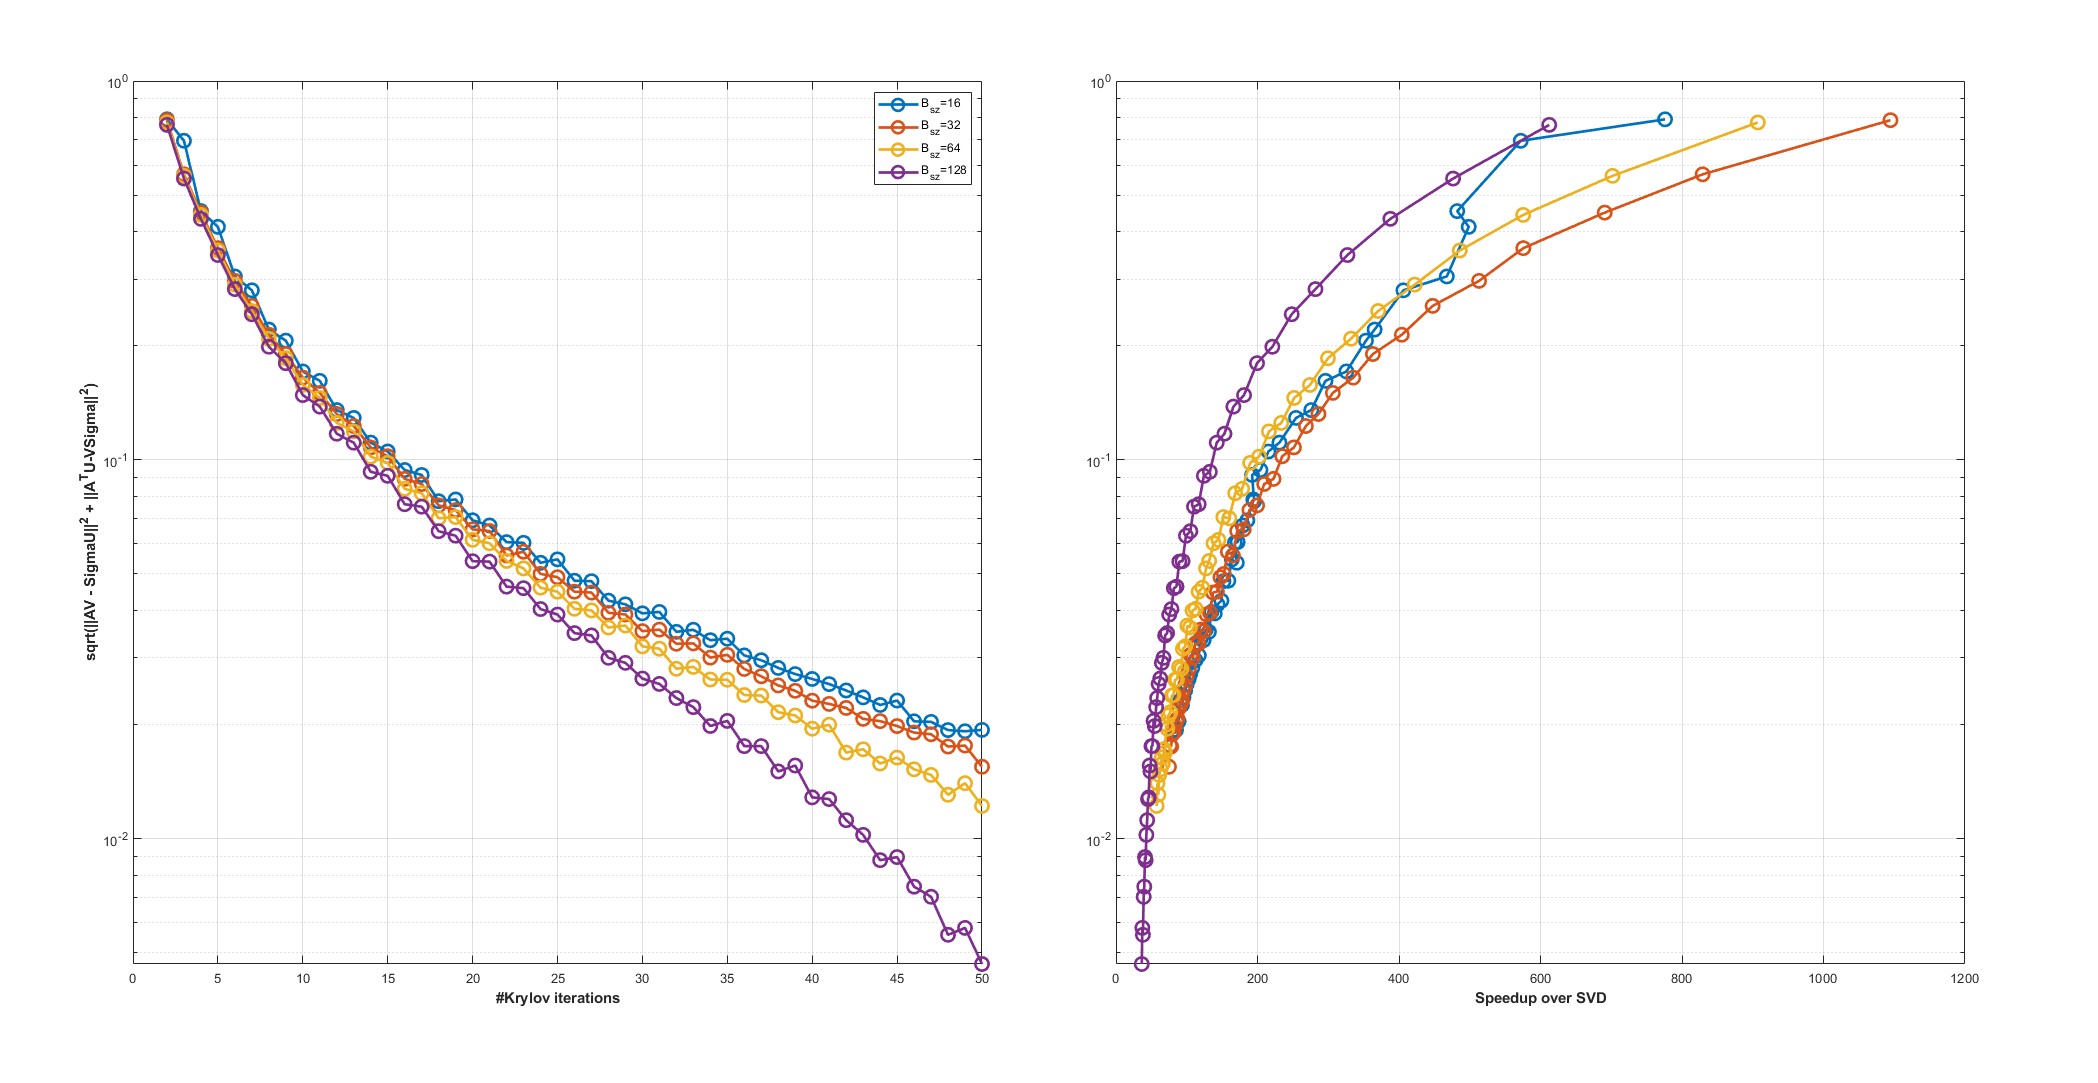 sqrt(||AV - SigmaU||^2 + ||A^T U-VSigma||^2)
10^0
10^-1
10^-2
0 5 10 15 20 25 30 35 40 45 50
#Krylov iterations
B_sz=16
B_sz=32
B_sz=64
B_sz=128
10^0
10^-1
10^-2
0 200 400 600 800 1000 1200
Speedup over SVD